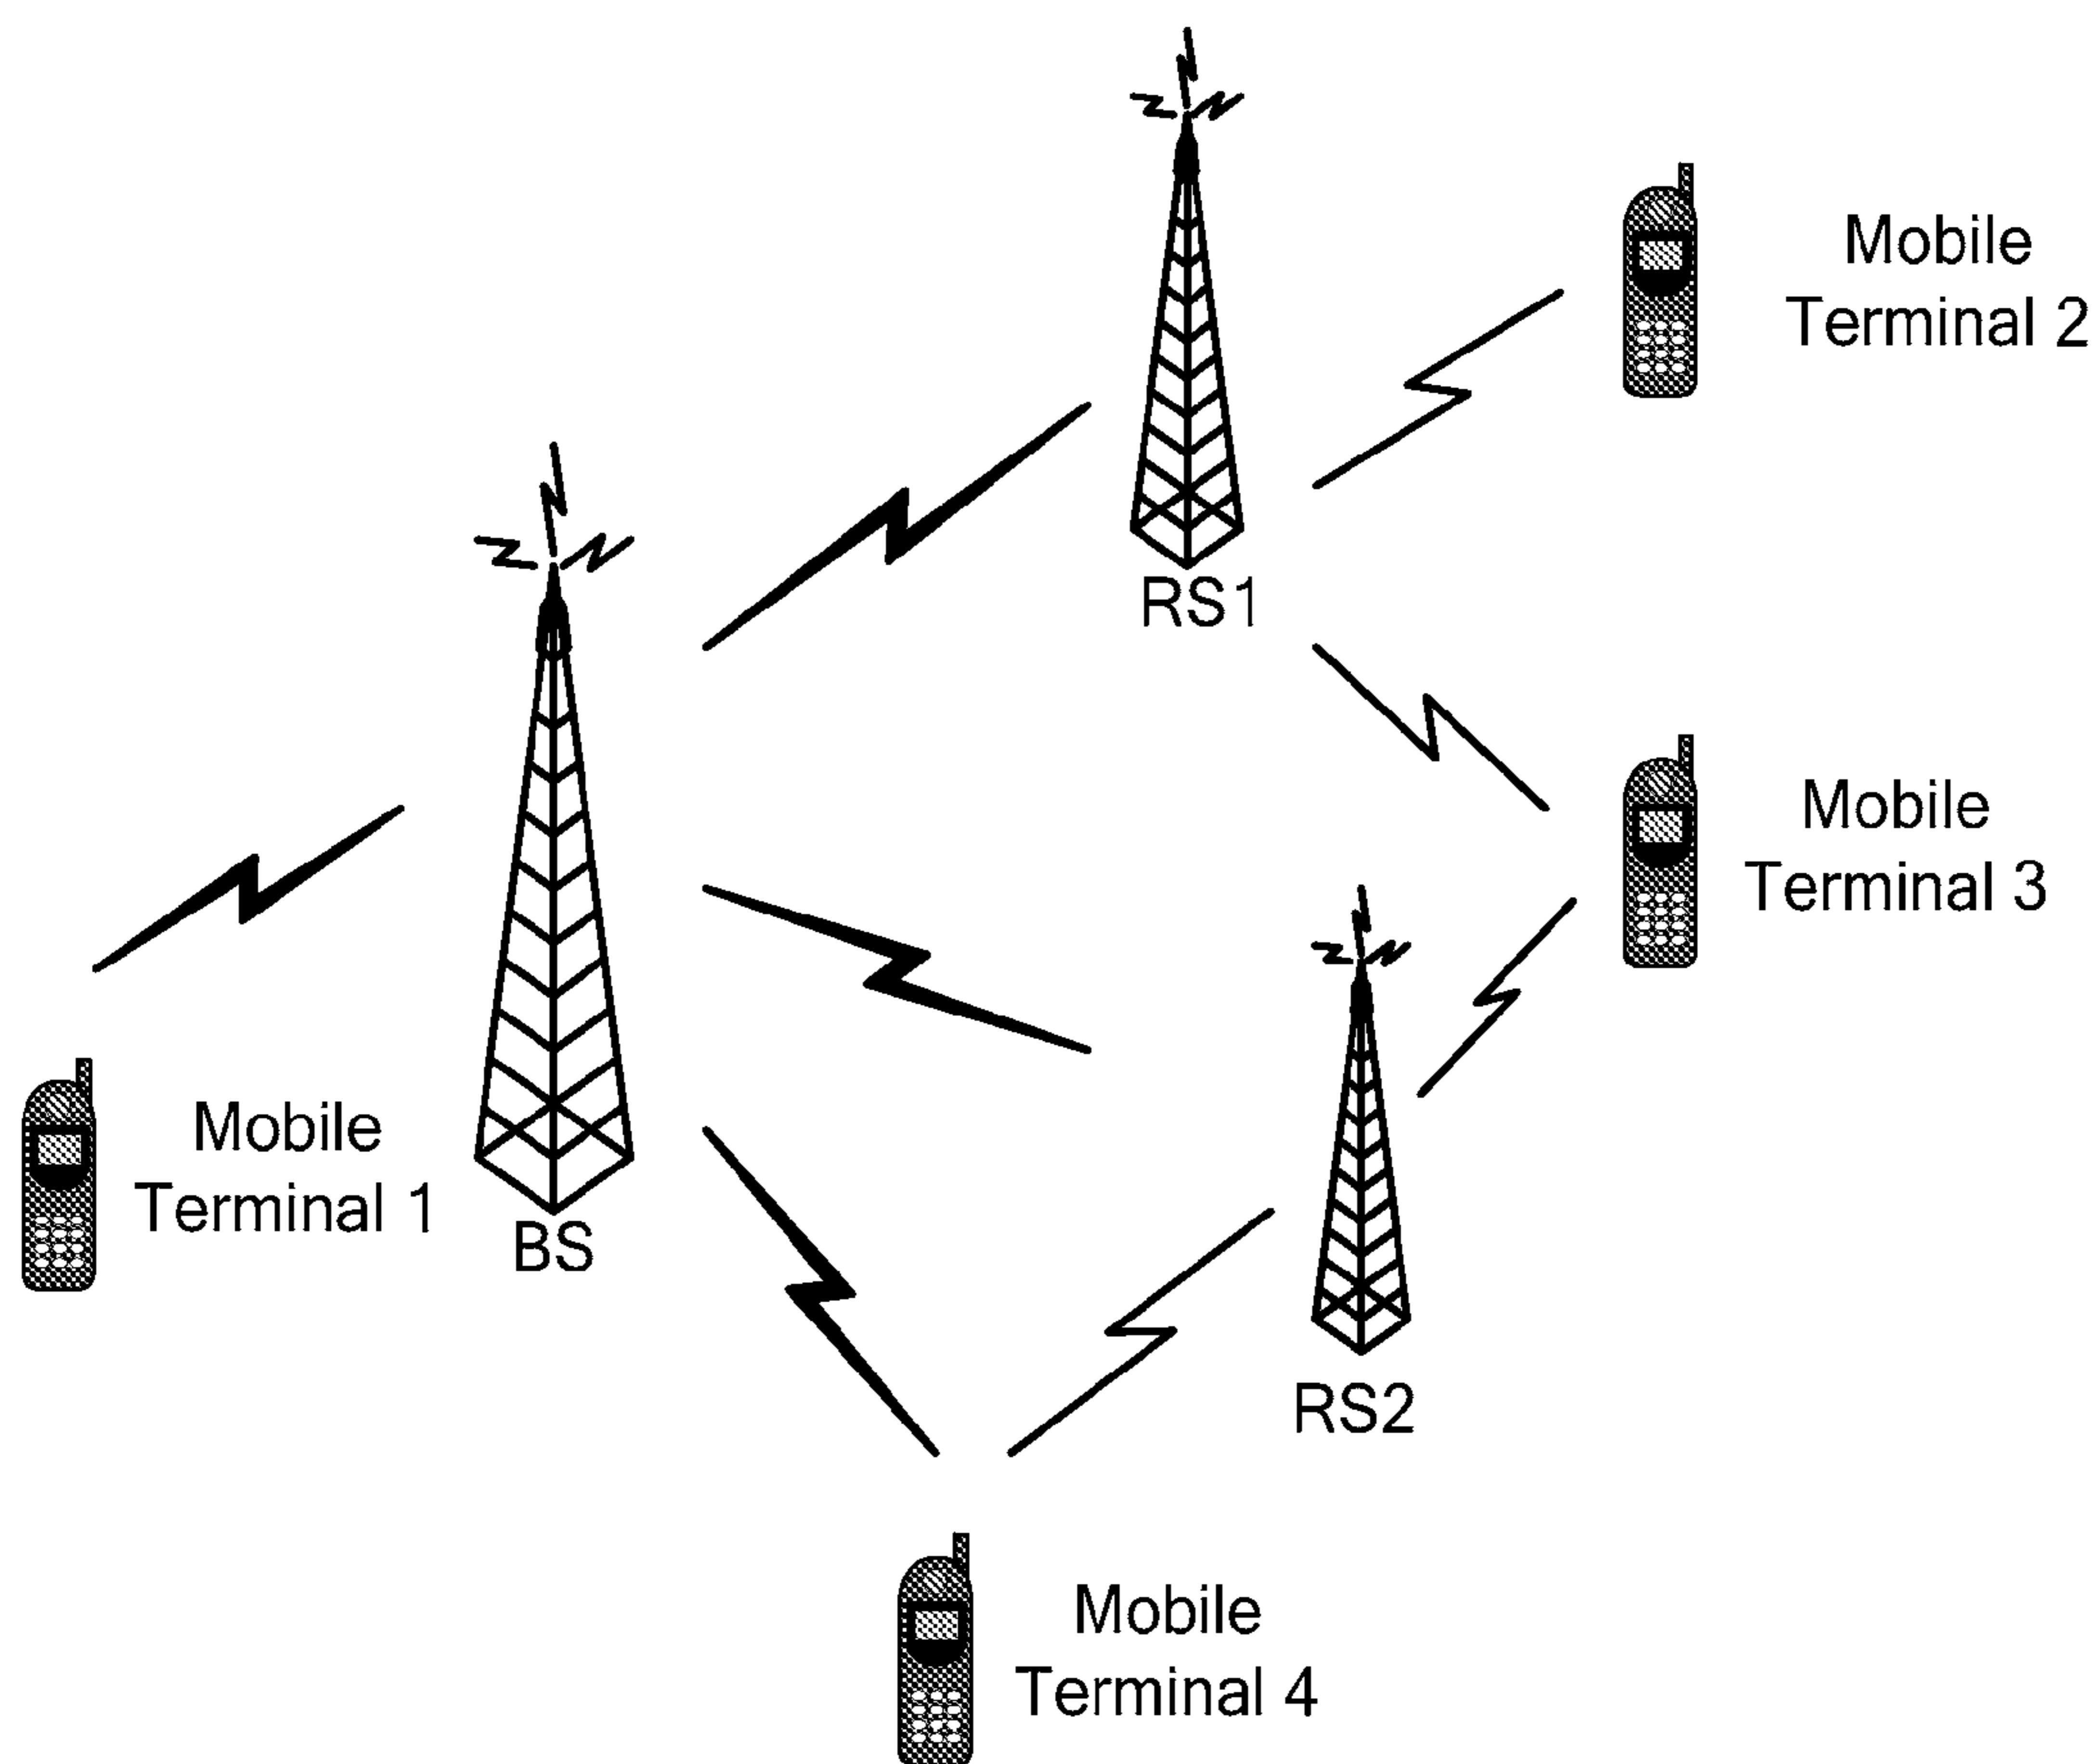 Mobile
Terminal 2
RS1
Mobile
Terminal 3
Mobile
Terminal 1
BS
RS2
Mobile
Terminal 4